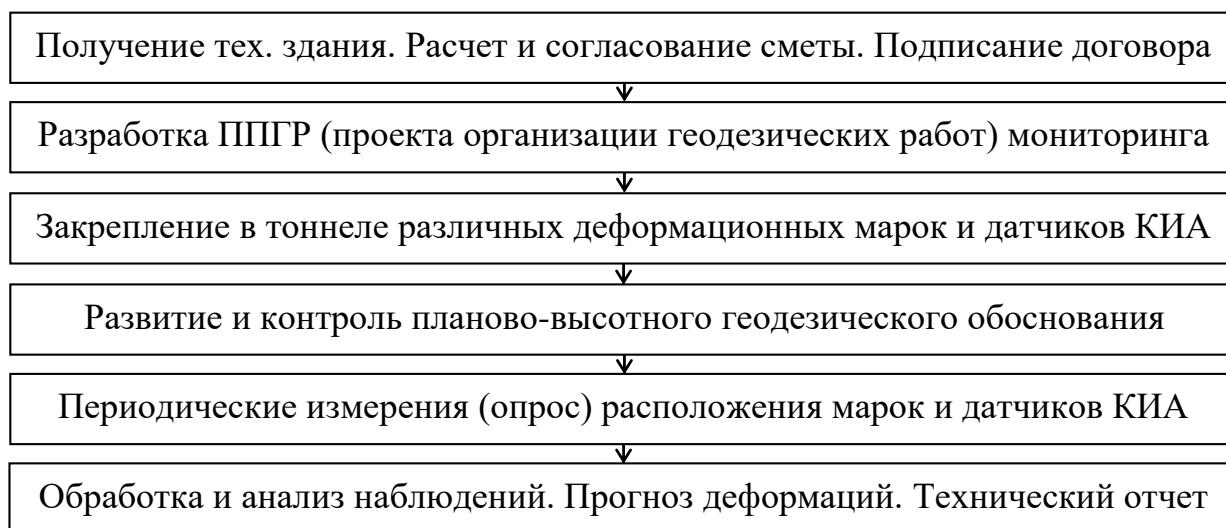 Получение тех. здания. Расчет и согласование сметы. Подписание договора
Разработка ППГР (проекта организации геодезических работ) мониторинга
Закрепление в тоннеле различных деформационных марок и датчиков КИА
Развитие и контроль планово-высотного геодезического обоснования
Периодические измерения (опрос) расположения марок и датчиков КИА
Обработка и анализ наблюдений. Прогноз деформаций. Технический отчет